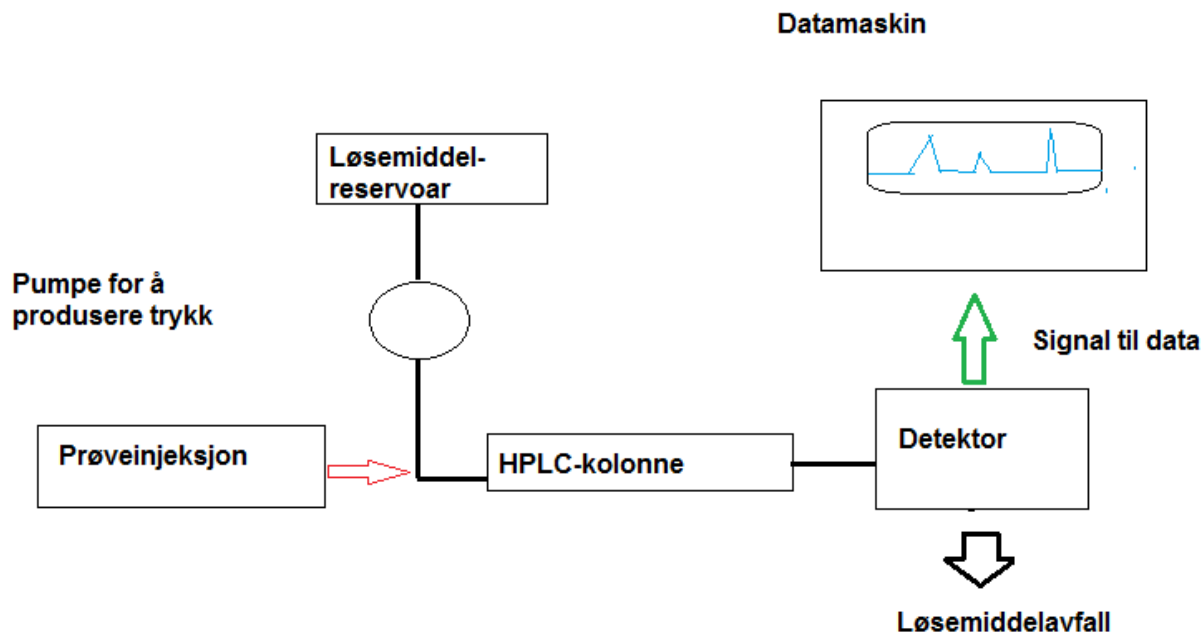 Datamaskin
Løsemiddel-
reservoar
Pumpe for å
produsere trykk
Signal til data
Prøveinjeksjon
HPLC-kolonne
Detektor
Løsemiddelavfall